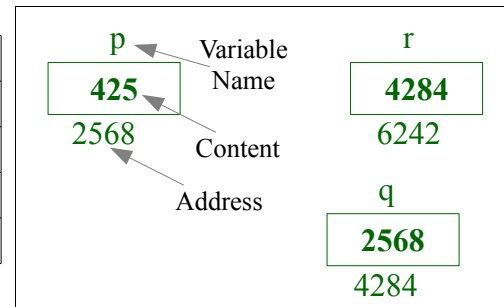 p
Variable
Name
r
425
4284
2568
Content
6242
Address
q
2568
4284